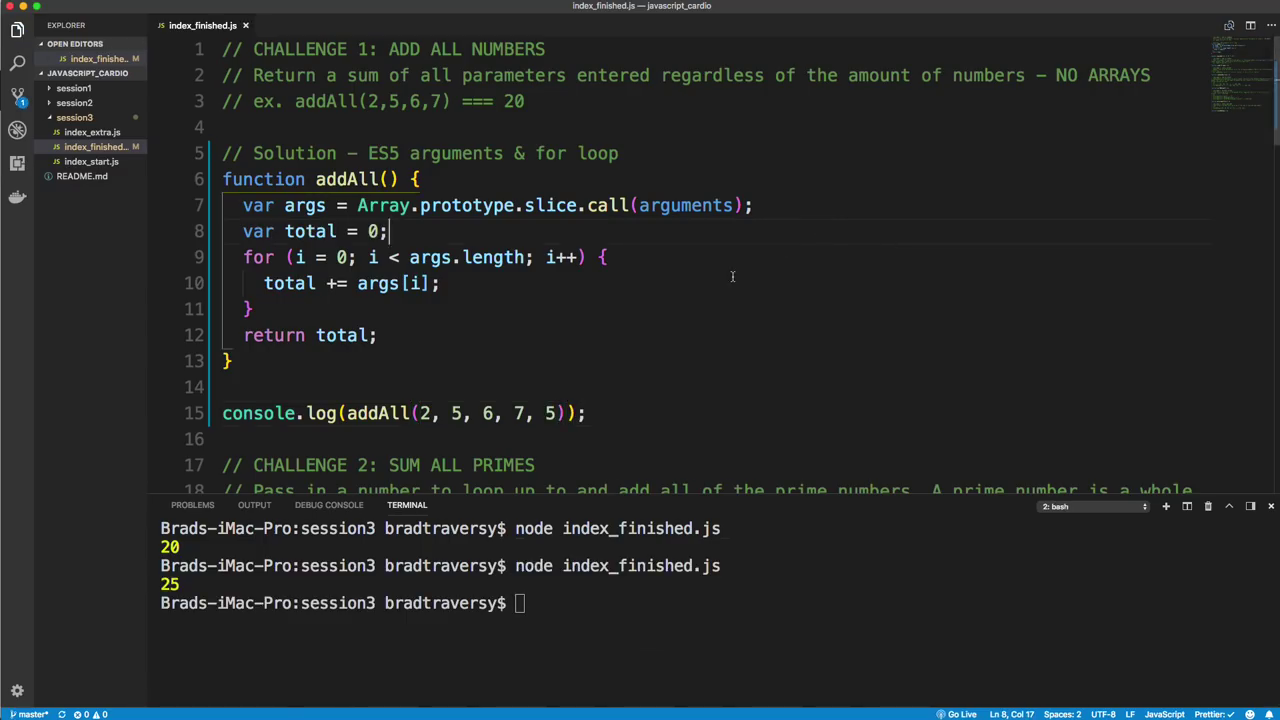 index_finished.js — javascript_cardio
EXPLORER
index_finished.js ×
OPEN EDITORS
index_finishe..  M
JAVASCRIPT_CARDIO
session1
session2
session3
JS index_extra.js
JS index_finished...  M
JS index_start.js
README.md
1
1 // CHALLENGE 1: ADD ALL NUMBERS
2 // Return a sum of all parameters entered regardless of the amount of numbers - NO ARRAYS
3 // ex. addAll(2,5,6,7) === 20
4
5 // Solution - ES5 arguments & for loop
6 function addAll() {
7 var args = Array.prototype.slice.call(arguments);
8 var total = 0;
9 for (i = 0; i < args.length; i++) {
10 total += args[i];
11 }
12 return total;
13 }
14
15 console.log(addAll(2, 5, 6, 7, 5));
16
17 // CHALLENGE 2: SUM ALL PRIMES
18 // Pass in a number to loop up to and add all of the prime numbers. A prime number is a whole
PROBLEMS OUTPUT DEBUG CONSOLE TERMINAL 2: bash
Brads-iMac-Pro:session3 bradtraversy$ node index_finished.js
20
Brads-iMac-Pro:session3 bradtraversy$ node index_finished.js
25
Brads-iMac-Pro:session3 bradtraversy$
master* 0 0 Go Live Ln 8, Col 17 Spaces: 2 UTF-8 LF JavaScript Prettier: ✓